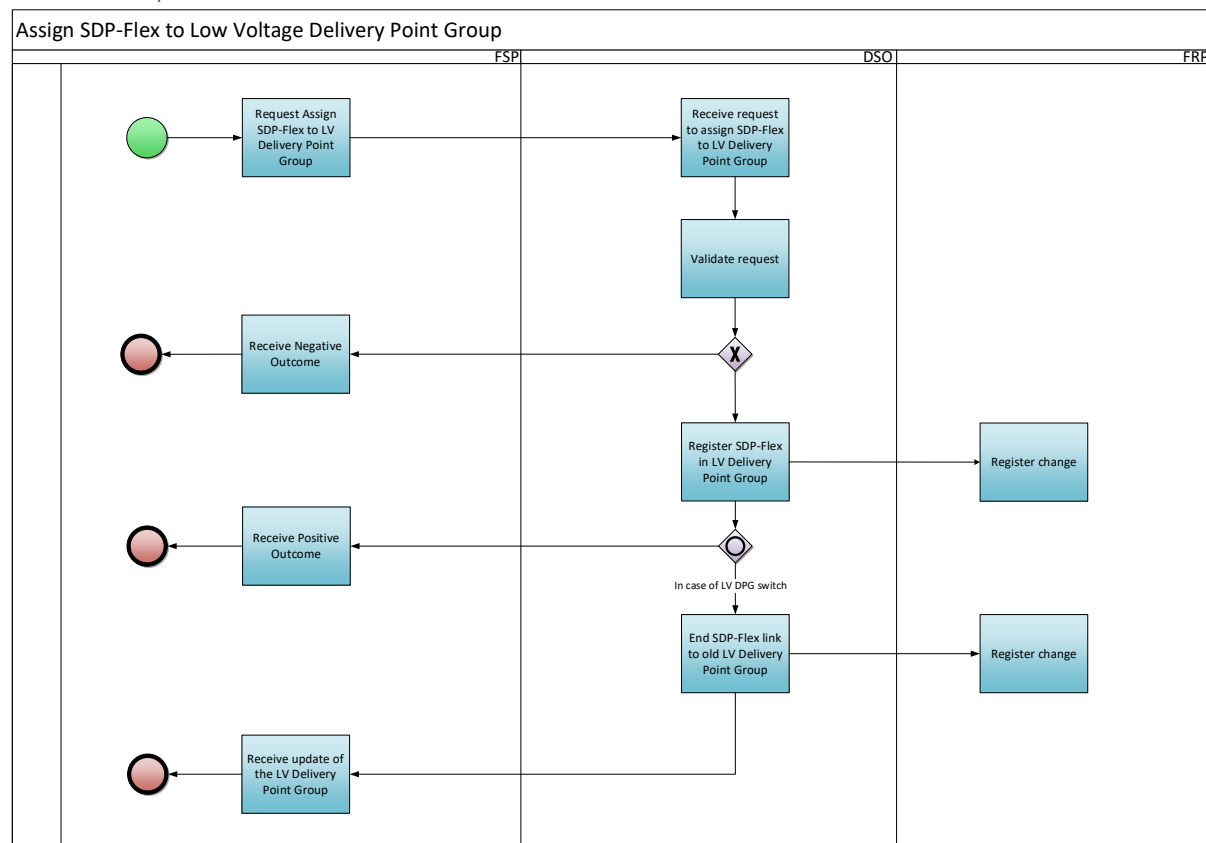 Assign SDP-Flex to Low Voltage Delivery Point Group
FSP
DSO
FRP
Request Assign
SDP-Flex to LV
Delivery Point
Group
Receive request
to assign SDP-Flex
to LV Delivery
Point Group
Validate request
Receive Negative
Outcome
X
Register SDP-Flex
in LV Delivery
Point Group
Register change
Receive Positive
Outcome
In case of LV DPG switch
End SDP-Flex link
to old LV Delivery
Point Group
Register change
Receive update of
the LV Delivery
Point Group